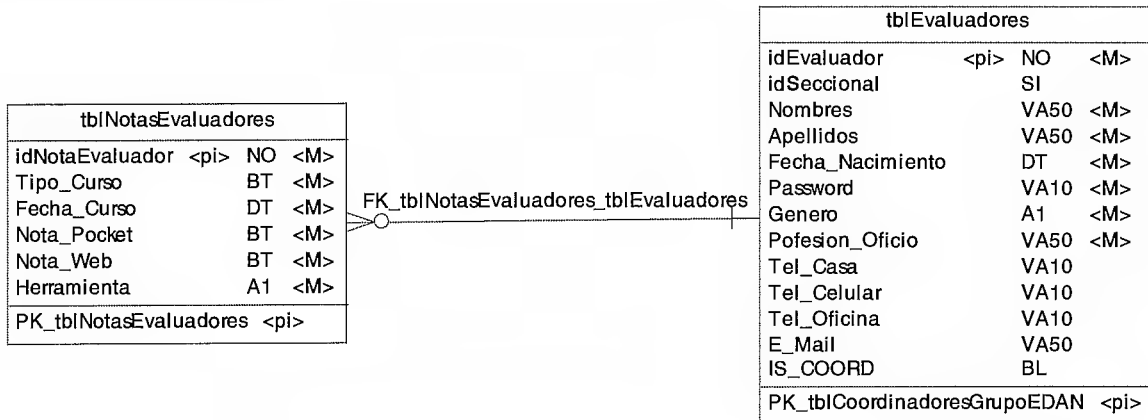 tblNotasEvaluadores
idNotaEvaluador <pi> NO <M>
Tipo_Curso BT <M>
Fecha_Curso DT <M>
Nota_Pocket BT <M>
Nota_Web BT <M>
Herramienta A1 <M>
PK_tblNotasEvaluadores <pi>
FK_tblNotasEvaluadores_tblEvaluadores
tblEvaluadores
idEvaluador <pi> NO <M>
idSeccional SI
Nombres VA50 <M>
Apellidos VA50 <M>
Fecha_Nacimiento DT <M>
Password VA10 <M>
Genero A1 <M>
Pofesion_Oficio VA50 <M>
Tel_Casa VA10
Tel_Celular VA10
Tel_Oficina VA10
E_Mail VA50
IS_COORD BL
PK_tblCoordinadoresGrupoEDAN <pi>